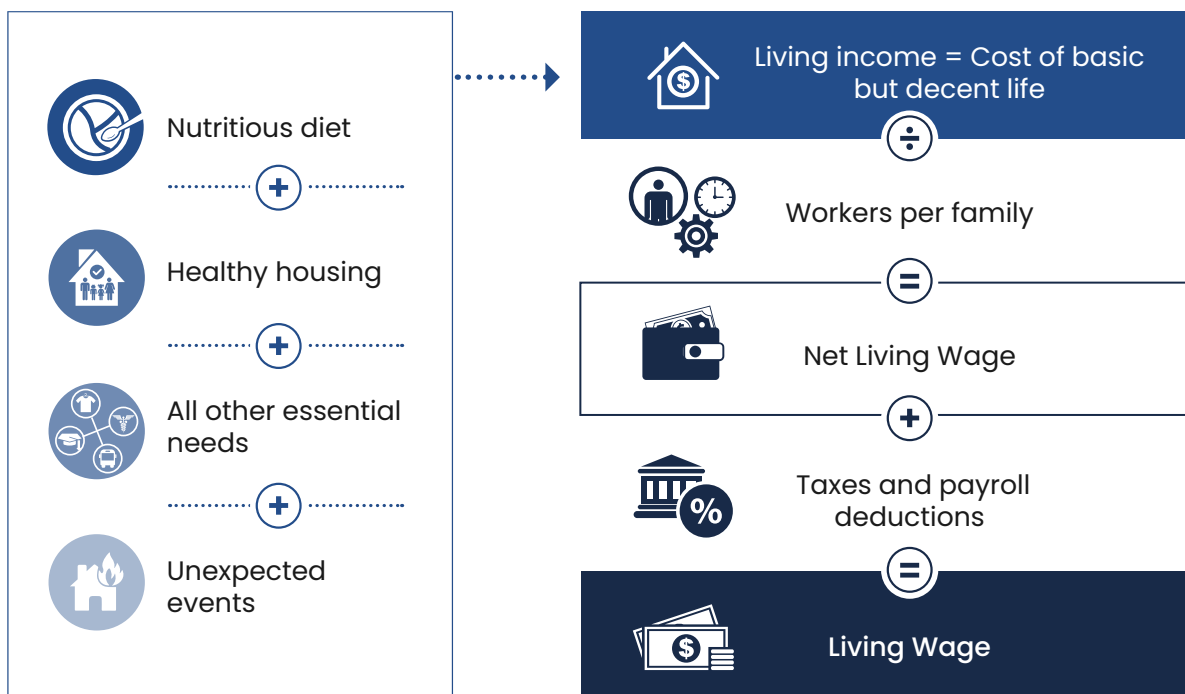 Nutritious diet
+
Healthy housing
+
All other essential
needs
+
Unexpected
events
$
Living income = Cost of basic
but decent life
÷
Workers per family
=
Net Living Wage
+
%
Taxes and payroll
deductions
=
$
Living Wage